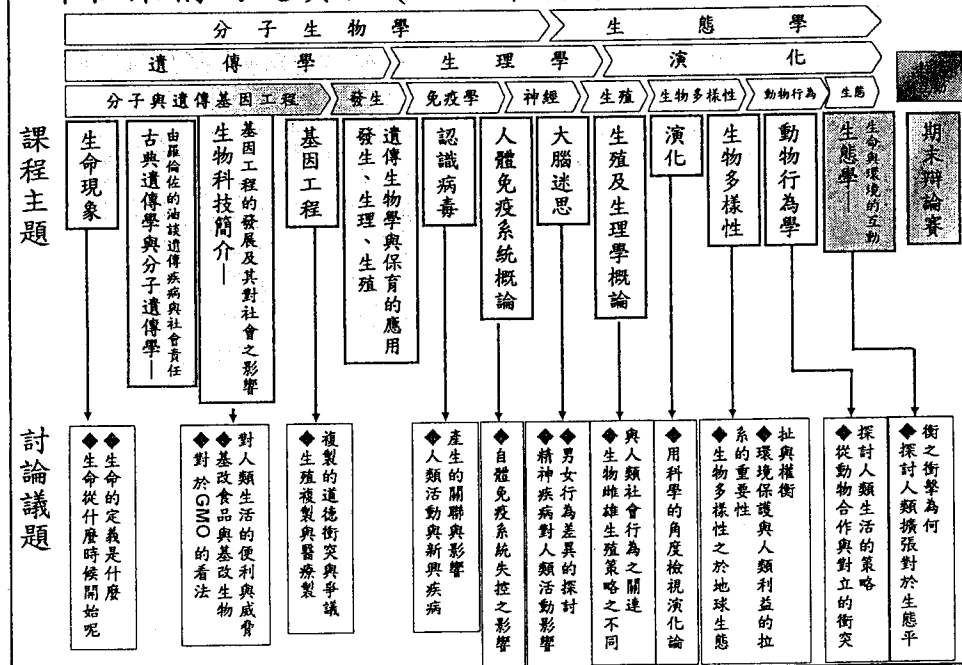 分子生物學
生態學
遺傳學
生理學
演化
分子與遺傳基因工程
發生
免疫學
神經
生殖
生物多樣性
動物行為
生態
課程主題
生命現象
古典遺傳學與分子遺傳學—
由羅倫佐的油談遺傳疾病與社會責任
生物科技簡介—
基因工程的發展及其對社會之影響
基因工程
遺傳生物學與保育的應用
發生、生理、生殖
認識病毒
人體免疫系統概論
大腦迷思
生殖及生理學概論
演化
生物多樣性
動物行為學
生態學—
生命與環境的互動
期末辯論賽
討論議題
◆生命的定義是什麼
◆生命從什麼時候開始呢
對人類生活的便利與威脅
◆基改食品與基改生物
對於GMO的看法
複製的道德衝突與爭議
◆生殖複製與醫療製
產生的關聯與影響
◆人類活動與新興疾病
◆自體免疫系統失控之影響
◆男女行為差異的探討
◆精神疾病對人類活動影響
與人類社會行為之關連
◆生物雌雄生殖策略之不同
◆用科學的角度檢視演化論
扯與權衡
◆環境保護與人類利益的拉
系的重要性
◆生物多樣性之於地球生態
探討人類生活的策略
◆從動物合作與對立的衝突
衡之衝擊為何
◆探討人類擴張對於生態平